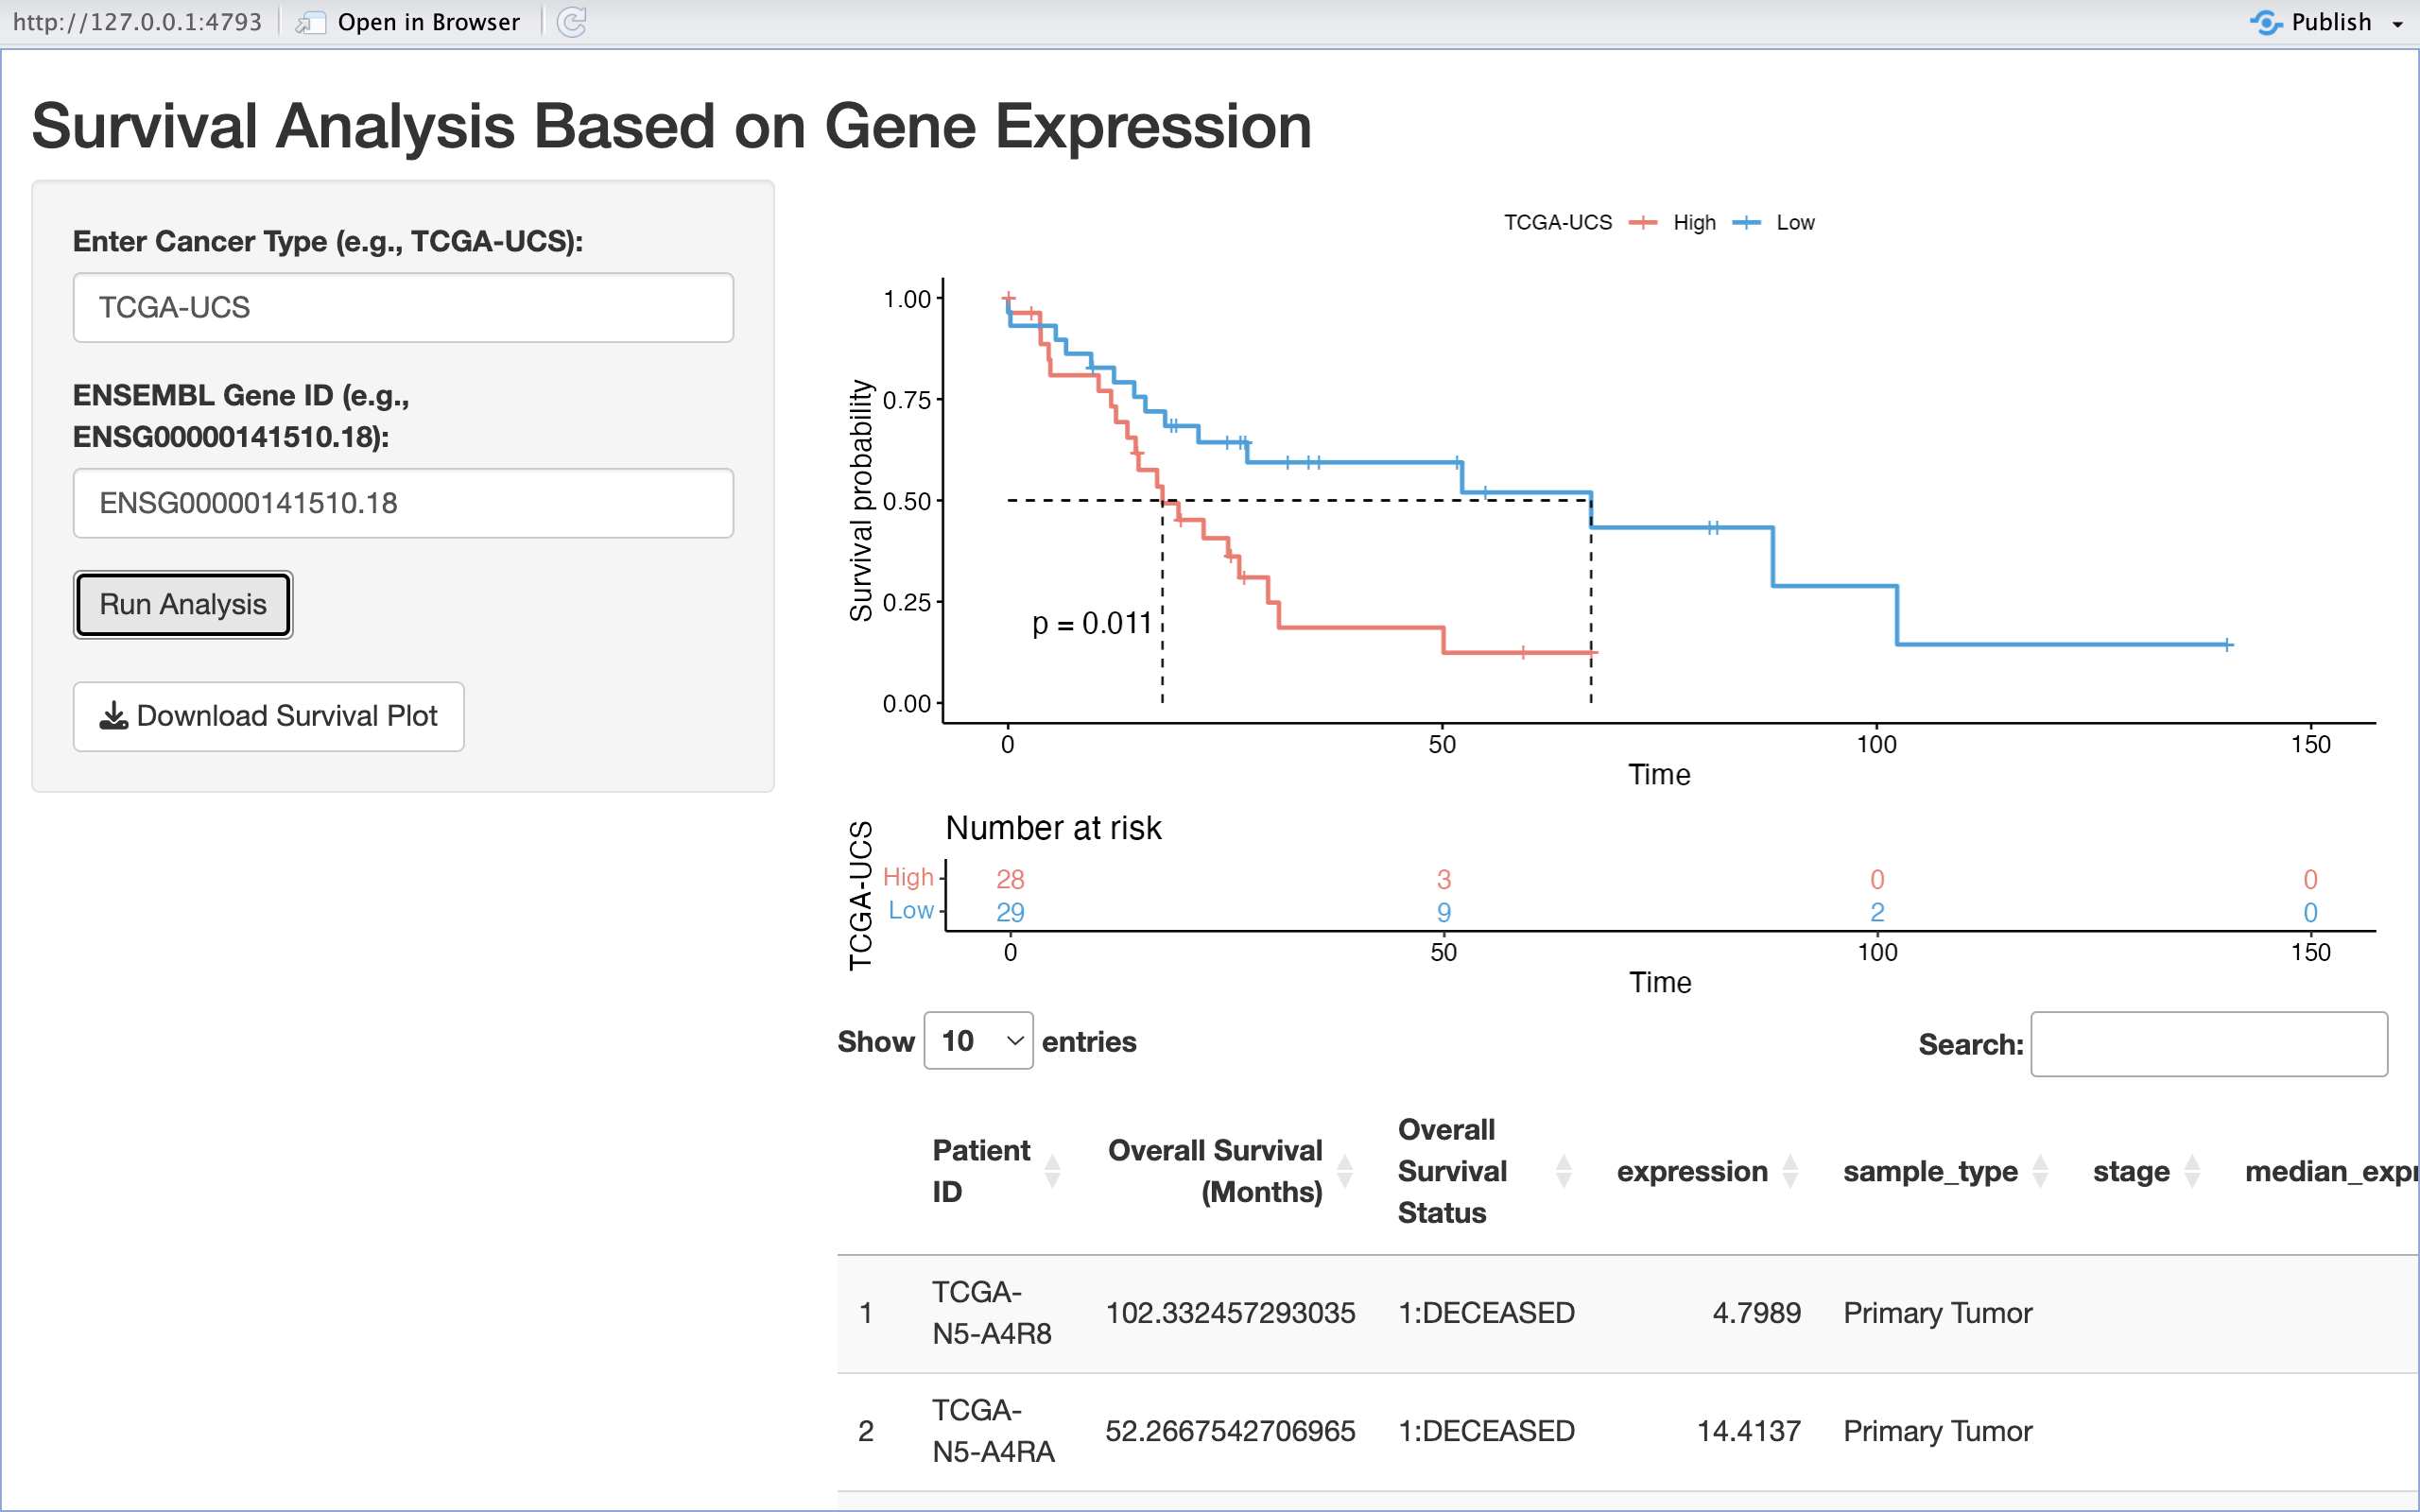 http://127.0.0.1:4793 Open in Browser Publish
Survival Analysis Based on Gene Expression
Enter Cancer Type (e.g., TCGA-UCS):
TCGA-UCS
ENSEMBL Gene ID (e.g.,
ENSG00000141510.18):
ENSG00000141510.18
Run Analysis
Download Survival Plot
TCGA-UCS High Low
Survival probability
1.00
0.75
0.50
0.25
0.00
p = 0.011
0 50 100 150
Time
Number at risk
TCGA-UCS
High 28 3 0 0
Low 29 9 2 0
0 50 100 150
Time
Show 10 entries
Search:
Patient
ID
Overall Survival
(Months)
Overall
Survival
Status
expression
sample_type
stage
median_expr
1 TCGA-
N5-A4R8
102.332457293035 1:DECEASED 4.7989 Primary Tumor
2 TCGA-
N5-A4RA
52.2667542706965 1:DECEASED 14.4137 Primary Tumor